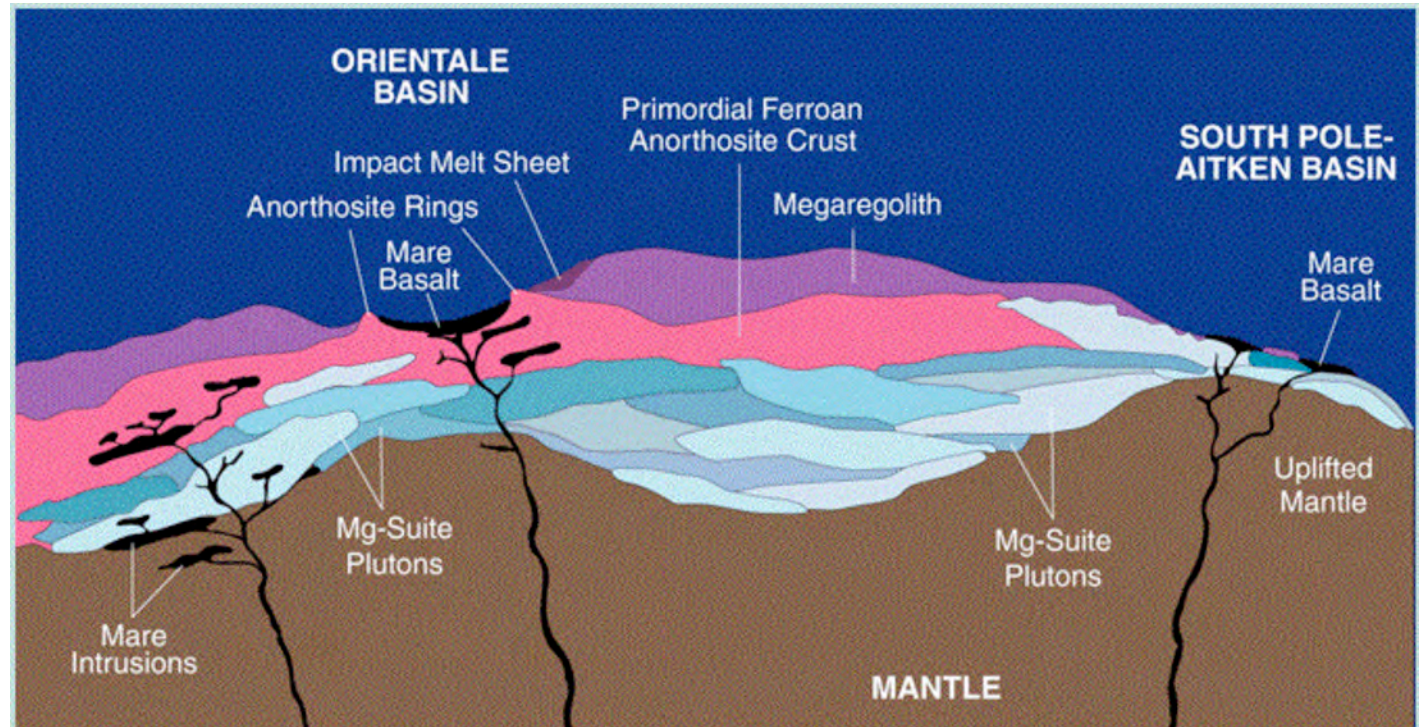 ORIENTALE
BASIN
Primordial Ferroan
Anorthosite Crust
SOUTH POLE-
AITKEN BASIN
Impact Melt Sheet
Anorthosite Rings
Megaregolith
Mare
Basalt
Mare
Basalt
Uplifted
Mantle
Mg-Suite
Plutons
Mg-Suite
Plutons
Mare
Intrusions
MANTLE